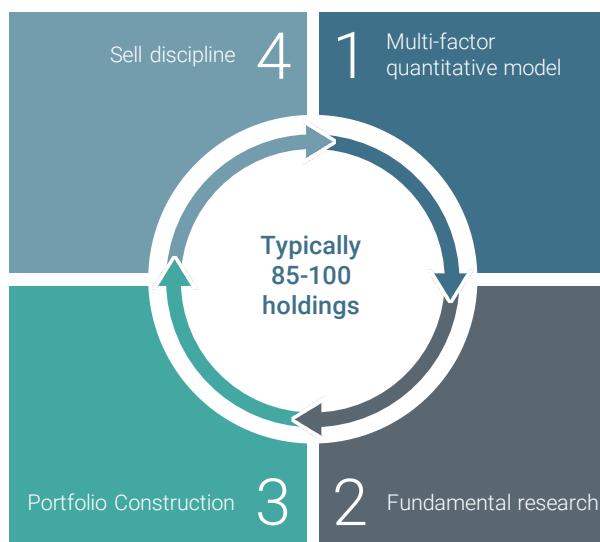 Sell discipline 4
1 Multi-factor
quantitative model
Typically
85-100
holdings
Portfolio Construction 3
2 Fundamental research